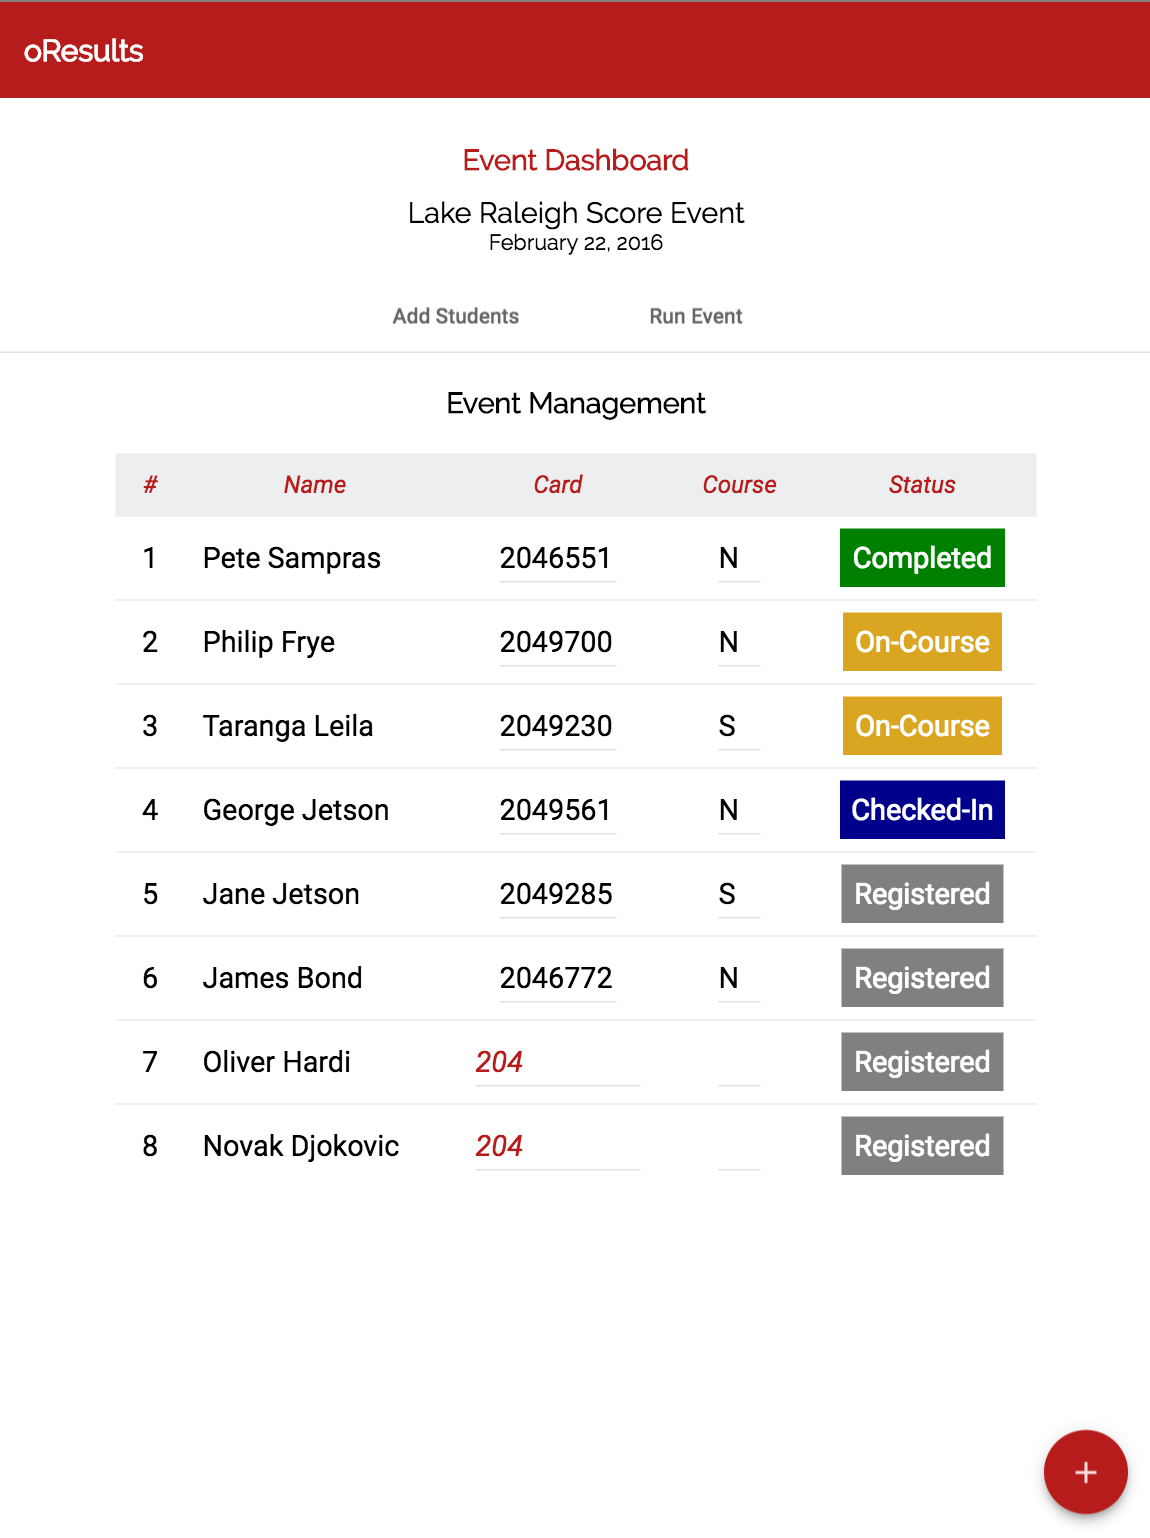 oResults
Event Dashboard
Lake Raleigh Score Event
February 22, 2016
Add Students Run Event
Event Management
# Name Card Course Status
1 Pete Sampras 2046551 N Completed
2 Philip Frye 2049700 N On-Course
3 Taranga Leila 2049230 S On-Course
4 George Jetson 2049561 N Checked-In
5 Jane Jetson 2049285 S Registered
6 James Bond 2046772 N Registered
7 Oliver Hardi 204 Registered
8 Novak Djokovic 204 Registered
+